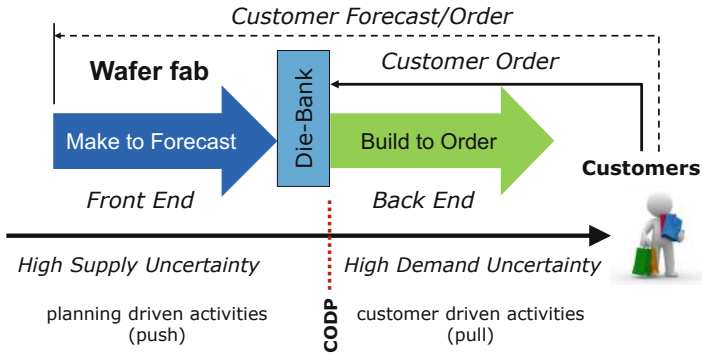 Customer Forecast/Order
Wafer fab
Customer Order
Die-Bank
Make to Forecast
Build to Order
Customers
Front End
Back End
High Supply Uncertainty
High Demand Uncertainty
CODP
planning driven activities
(push)
customer driven activities
(pull)